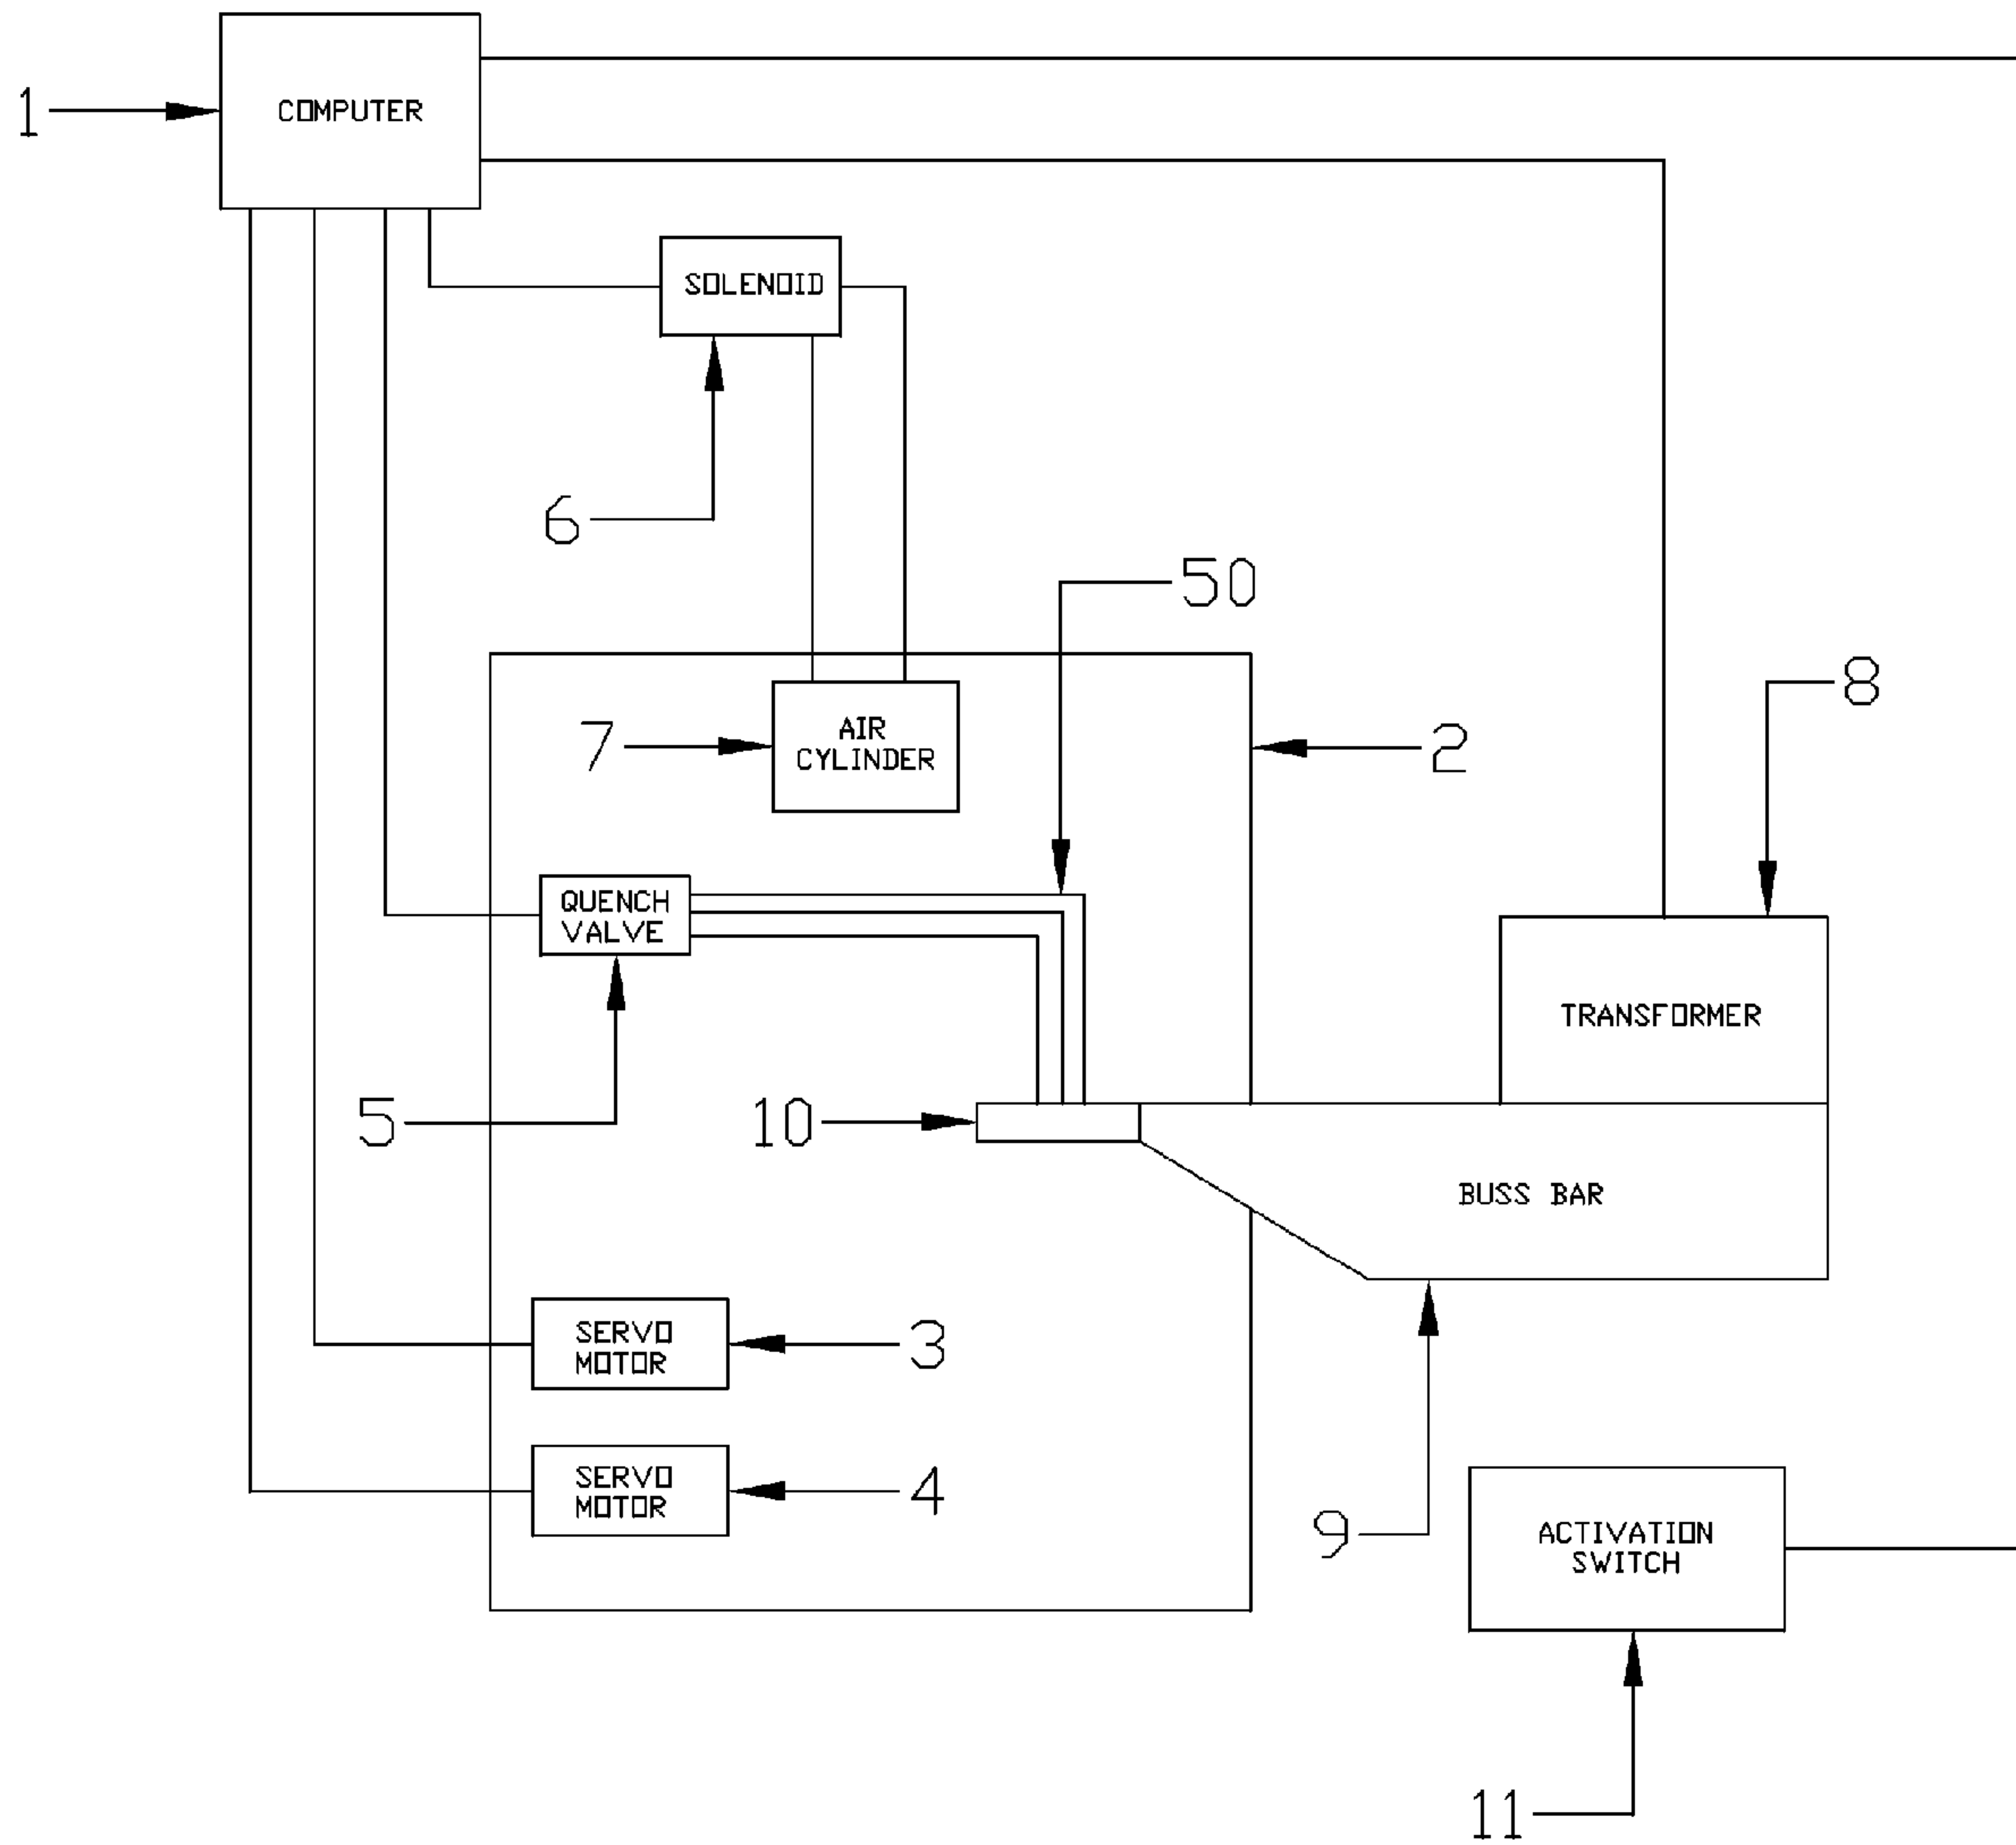 1
COMPUTER
SOLENOID
6
50
8
7
AIR
CYLINDER
2
QUENCH
VALVE
TRANSFORMER
5
10
BUSS BAR
SERVO
MOTOR
3
SERVO
MOTOR
4
9
ACTIVATION
SWITCH
11